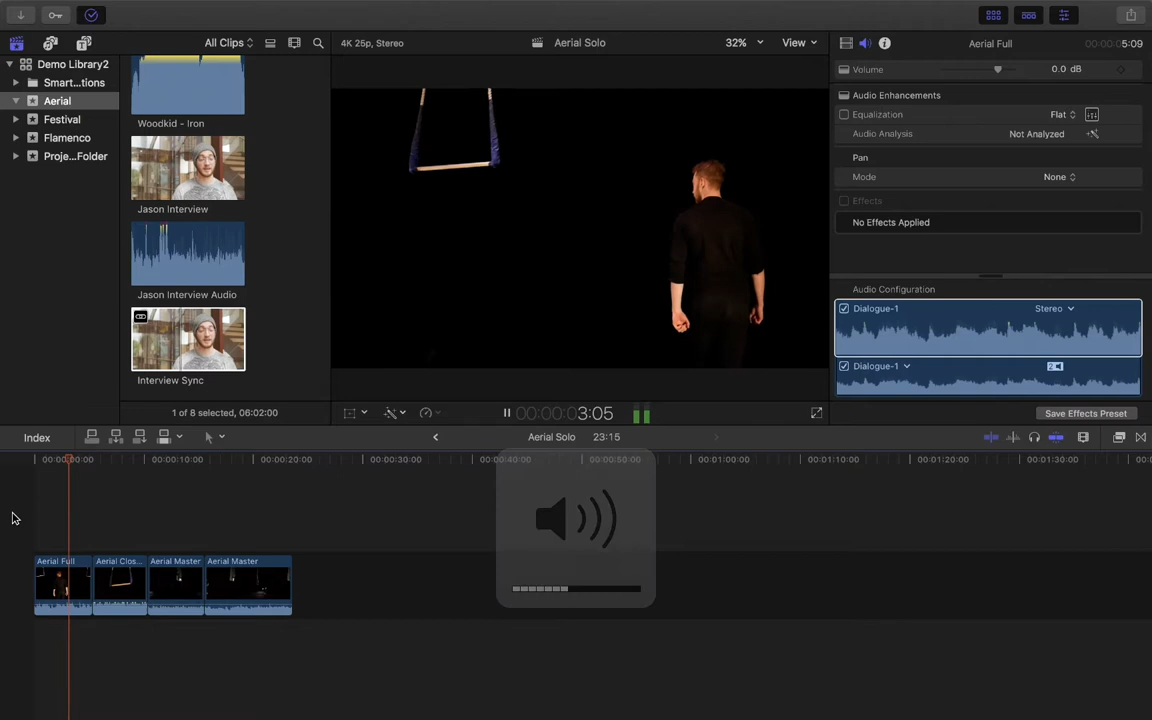 All Clips
4K 25p, Stereo
Aerial Solo
32%
View
Aerial Full
5:09
Demo Library2
Smart...tions
Aerial
Festival
Flamenco
Proje...Folder
Woodkid - Iron
Jason Interview
Jason Interview Audio
Interview Sync
1 of 8 selected, 06:02:00
00:00:03:05
Volume
0.0 dB
Audio Enhancements
Equalization
Flat
Audio Analysis
Not Analyzed
Pan
Mode
None
Effects
No Effects Applied
Audio Configuration
Dialogue-1
Stereo
Dialogue-1
2
Save Effects Preset
Index
Aerial Solo
23:15
00:00:00:00
00:00:10:00
00:00:20:00
00:00:30:00
00:00:40:00
00:00:50:00
00:01:00:00
00:01:10:00
00:01:20:00
00:01:30:00
Aerial Full
Aerial Clos...
Aerial Master
Aerial Master